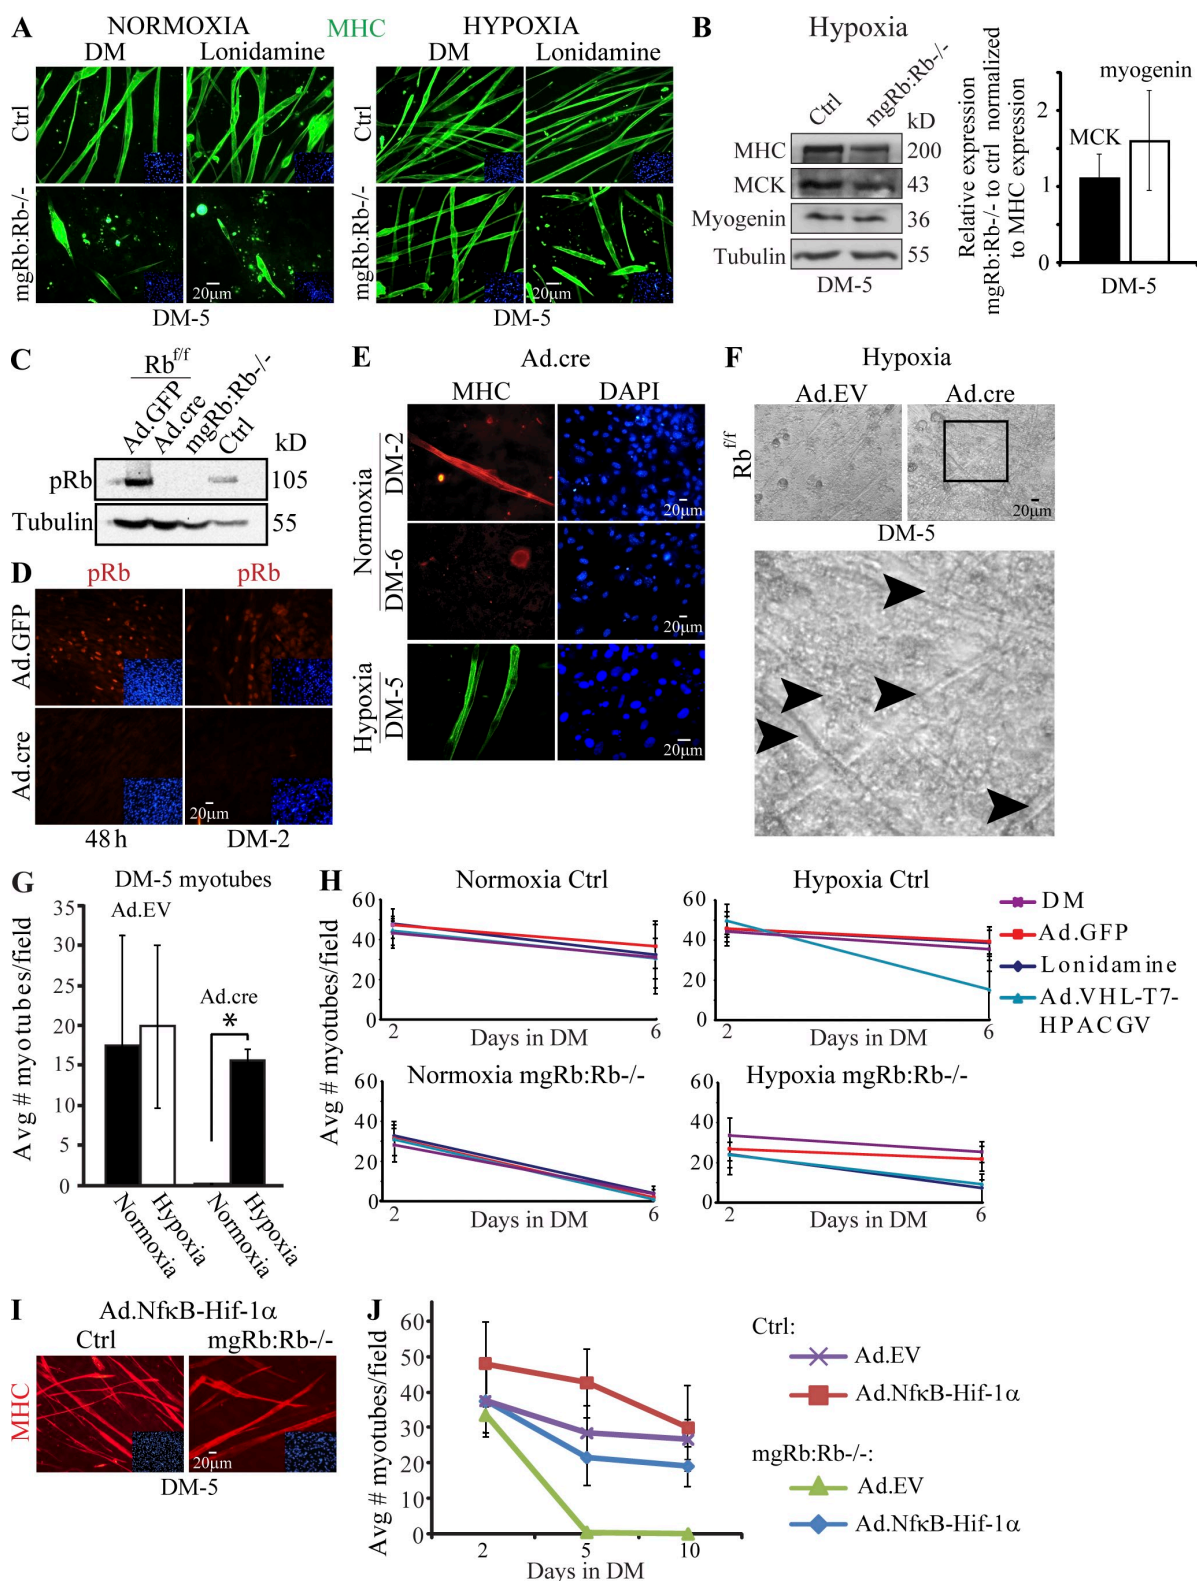 A
NORMOXIA
MHC
HYPOXIA
DM
Lonidamine
DM
Lonidamine
Ctrl
Ctrl
mgRb:Rb-/-
mgRb:Rb-/-
20µm
20µm
DM-5
DM-5
B
Hypoxia
Ctrl
mgRb:Rb-/-
kD
MHC
200
MCK
43
Myogenin
36
Tubulin
55
DM-5
Relative expression
mgRb:Rb-/- to ctrl normalized
to MHC expression
2
1
0
MCK
myogenin
DM-5
C
Rbf/f
Ad.GFP
Ad.cre
mgRb:Rb-/-
Ctrl
kD
pRb
105
Tubulin
55
D
pRb
pRb
Ad.GFP
Ad.cre
20µm
48h
DM-2
E
Ad.cre
MHC
DAPI
Normoxia
DM-2
20µm
DM-6
20µm
Hypoxia
DM-5
20µm
F
Hypoxia
Ad.EV
Ad.cre
Rbf/f
20µm
DM-5
G
DM-5 myotubes
Avg # myotubes/field
35
30
25
20
15
10
5
0
Ad.EV
Ad.cre
*
Normoxia
Hypoxia
Normoxia
Hypoxia
H
Avg # myotubes/field
Normoxia Ctrl
60
40
20
0
2
Days in DM
6
Hypoxia Ctrl
60
40
20
0
2
Days in DM
6
DM
Ad.GFP
Lonidamine
Ad.VHL-T7-
HPACGV
Normoxia mgRb:Rb-/-
60
40
20
0
2
Days in DM
6
Hypoxia mgRb:Rb-/-
60
40
20
0
2
Days in DM
6
I
Ad.NfκB-Hif-1α
Ctrl
mgRb:Rb-/-
MHC
20µm
DM-5
J
Avg # myotubes/field
60
50
40
30
20
10
0
2
5
10
Days in DM
Ctrl:
Ad.EV
Ad.NfκB-Hif-1α
mgRb:Rb-/-:
Ad.EV
Ad.NfκB-Hif-1α